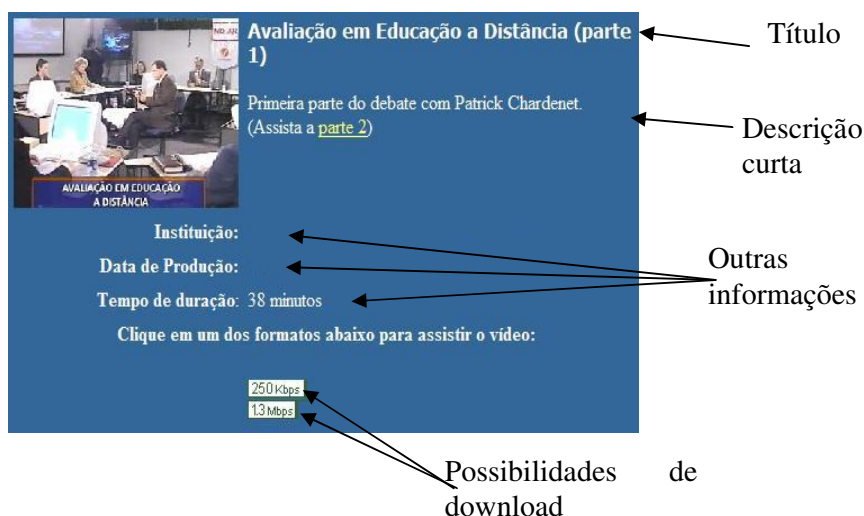 Avaliação em Educação a Distância (parte
1)
Título
Primeira parte do debate com Patrick Chardenet.
(Assista a parte 2)
Descrição
curta
AVALIAÇÃO EM EDUCAÇÃO
A DISTÂNCIA
Instituição:
Data de Produção:
Tempo de duração: 38 minutos
Outras
informações
Clique em um dos formatos abaixo para assistir o vídeo:
250 Kbps
1.3 Mbps
Possibilidades de
download